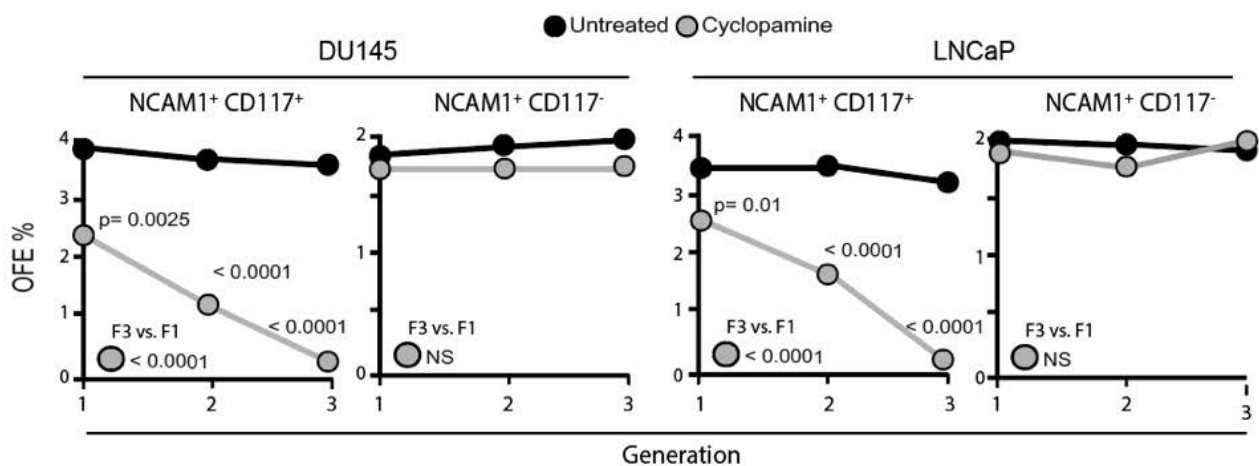 Untreated Cyclopamine
DU145
LNCaP
NCAM1+ CD117+
NCAM1+ CD117-
NCAM1+ CD117+
NCAM1+ CD117-
OFE %
4
3
2
1
0
p= 0.0025
< 0.0001
< 0.0001
F3 vs. F1
< 0.0001
1 2 3
2
1
0
F3 vs. F1
NS
1 2 3
4
3
2
1
0
p= 0.01
< 0.0001
< 0.0001
F3 vs. F1
< 0.0001
1 2 3
2
1
0
F3 vs. F1
NS
1 2 3
Generation